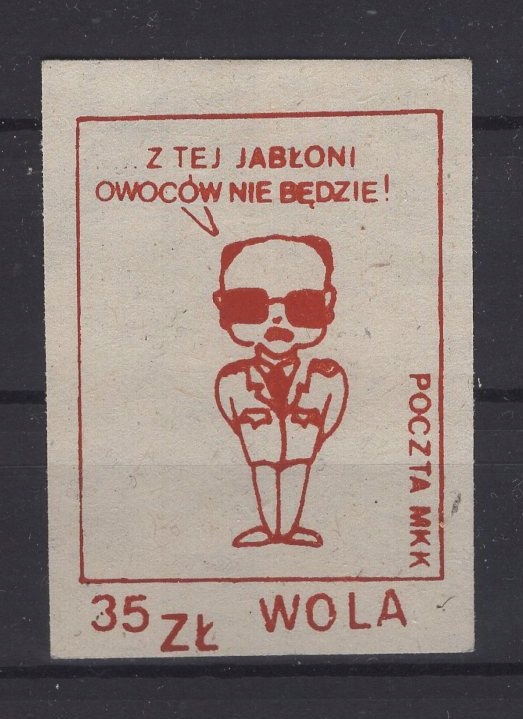 ...Z TEJ JABŁONI
OWOCÓW NIE BĘDZIE!
POCZTA MKK
35 ZŁ WOLA